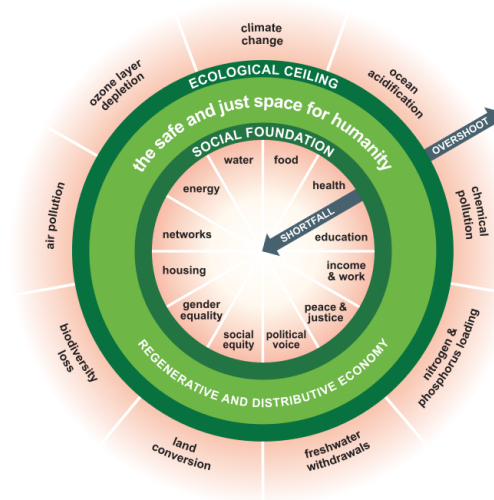 climate
change
ozone layer
depletion
ocean
acidification
ECOLOGICAL CEILING
the safe and just space for humanity
OVERSHOOT
SOCIAL FOUNDATION
water
food
energy
health
air pollution
chemical
pollution
networks
SHORTFALL
education
housing
income
& work
gender
equality
peace &
justice
social
equity
political
voice
biodiversity
loss
nitrogen &
phosphorus loading
REGENERATIVE AND DISTRIBUTIVE ECONOMY
land
conversion
freshwater
withdrawals